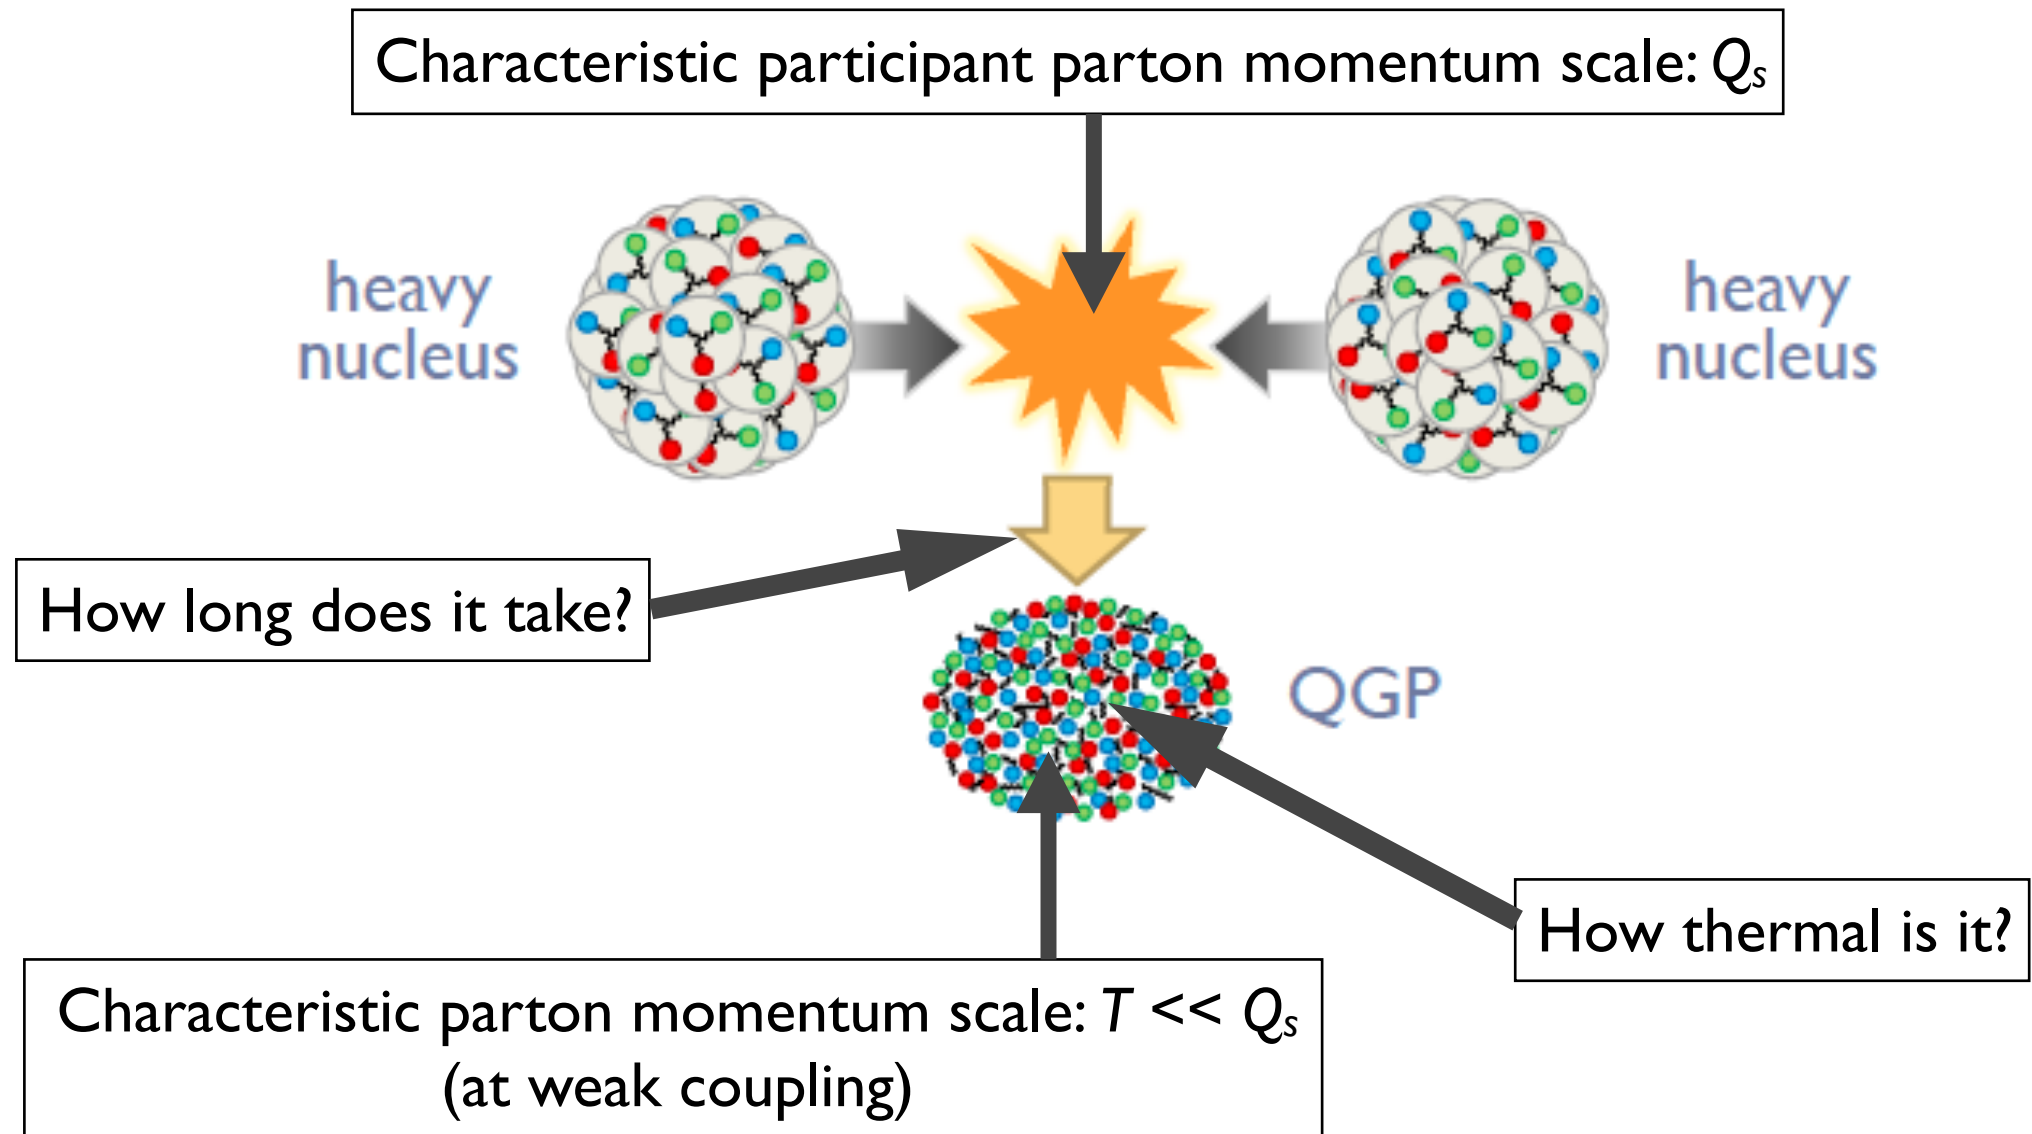 Characteristic participant parton momentum scale: Qs
heavy
nucleus
heavy
nucleus
How long does it take?
QGP
How thermal is it?
Characteristic parton momentum scale: T << Qs
(at weak coupling)